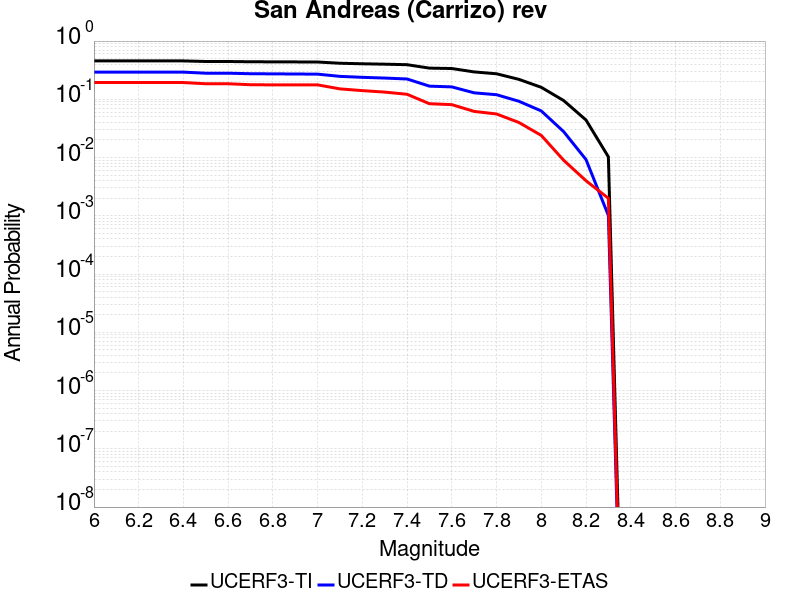 San Andreas (Carrizo) rev
10^0
10^-1
10^-2
10^-3
10^-4
10^-5
10^-6
10^-7
10^-8
Annual Probability
6 6.2 6.4 6.6 6.8 7 7.2 7.4 7.6 7.8 8 8.2 8.4 8.6 8.8 9
Magnitude
UCERF3-TI UCERF3-TD UCERF3-ETAS